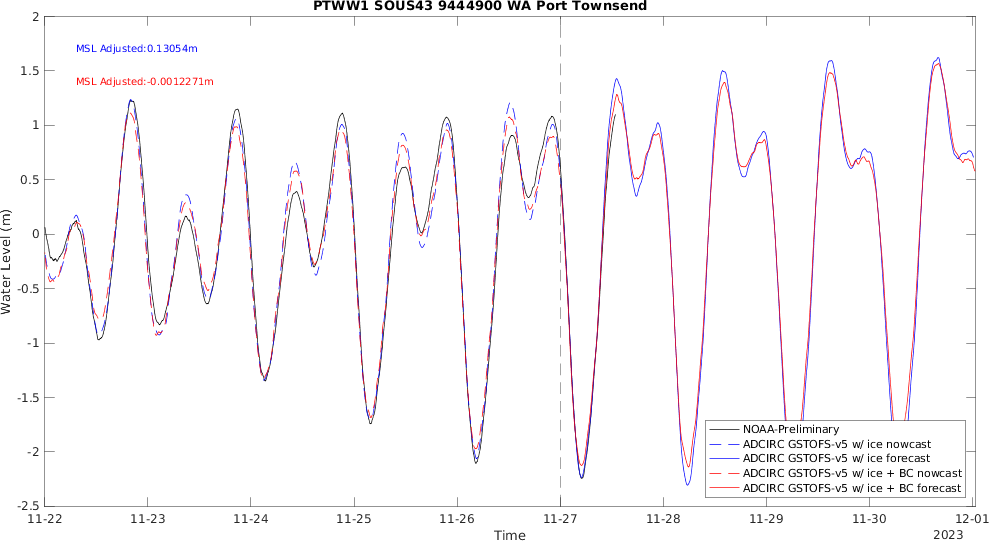 PTWW1 SOUS43 9444900 WA Port Townsend
MSL Adjusted:0.13054m
MSL Adjusted:-0.0012271m
Water Level (m)
2
1.5
1
0.5
0
-0.5
-1
-1.5
-2
-2.5
NOAA-Preliminary
ADCIRC GSTOFS-v5 w/ ice nowcast
ADCIRC GSTOFS-v5 w/ ice forecast
ADCIRC GSTOFS-v5 w/ ice + BC nowcast
ADCIRC GSTOFS-v5 w/ ice + BC forecast
11-22 11-23 11-24 11-25 11-26 11-27 11-28 11-29 11-30 12-01
Time
2023